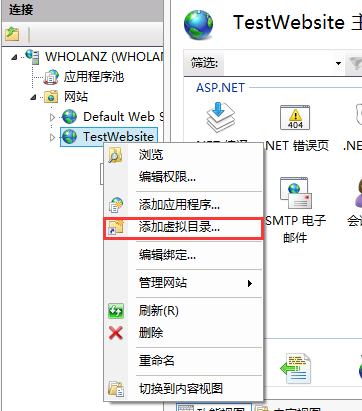 连接
WHOLANZ (WHOLAN
应用程序池
网站
Default Web S
TestWebsite
TestWebsite 主
筛选:
ASP.NET
.NET 错误页
SMTP 电子
邮件
浏览
编辑权限...
添加应用程序...
添加虚拟目录...
编辑绑定...
管理网站
刷新(R)
删除
重命名
切换到内容视图